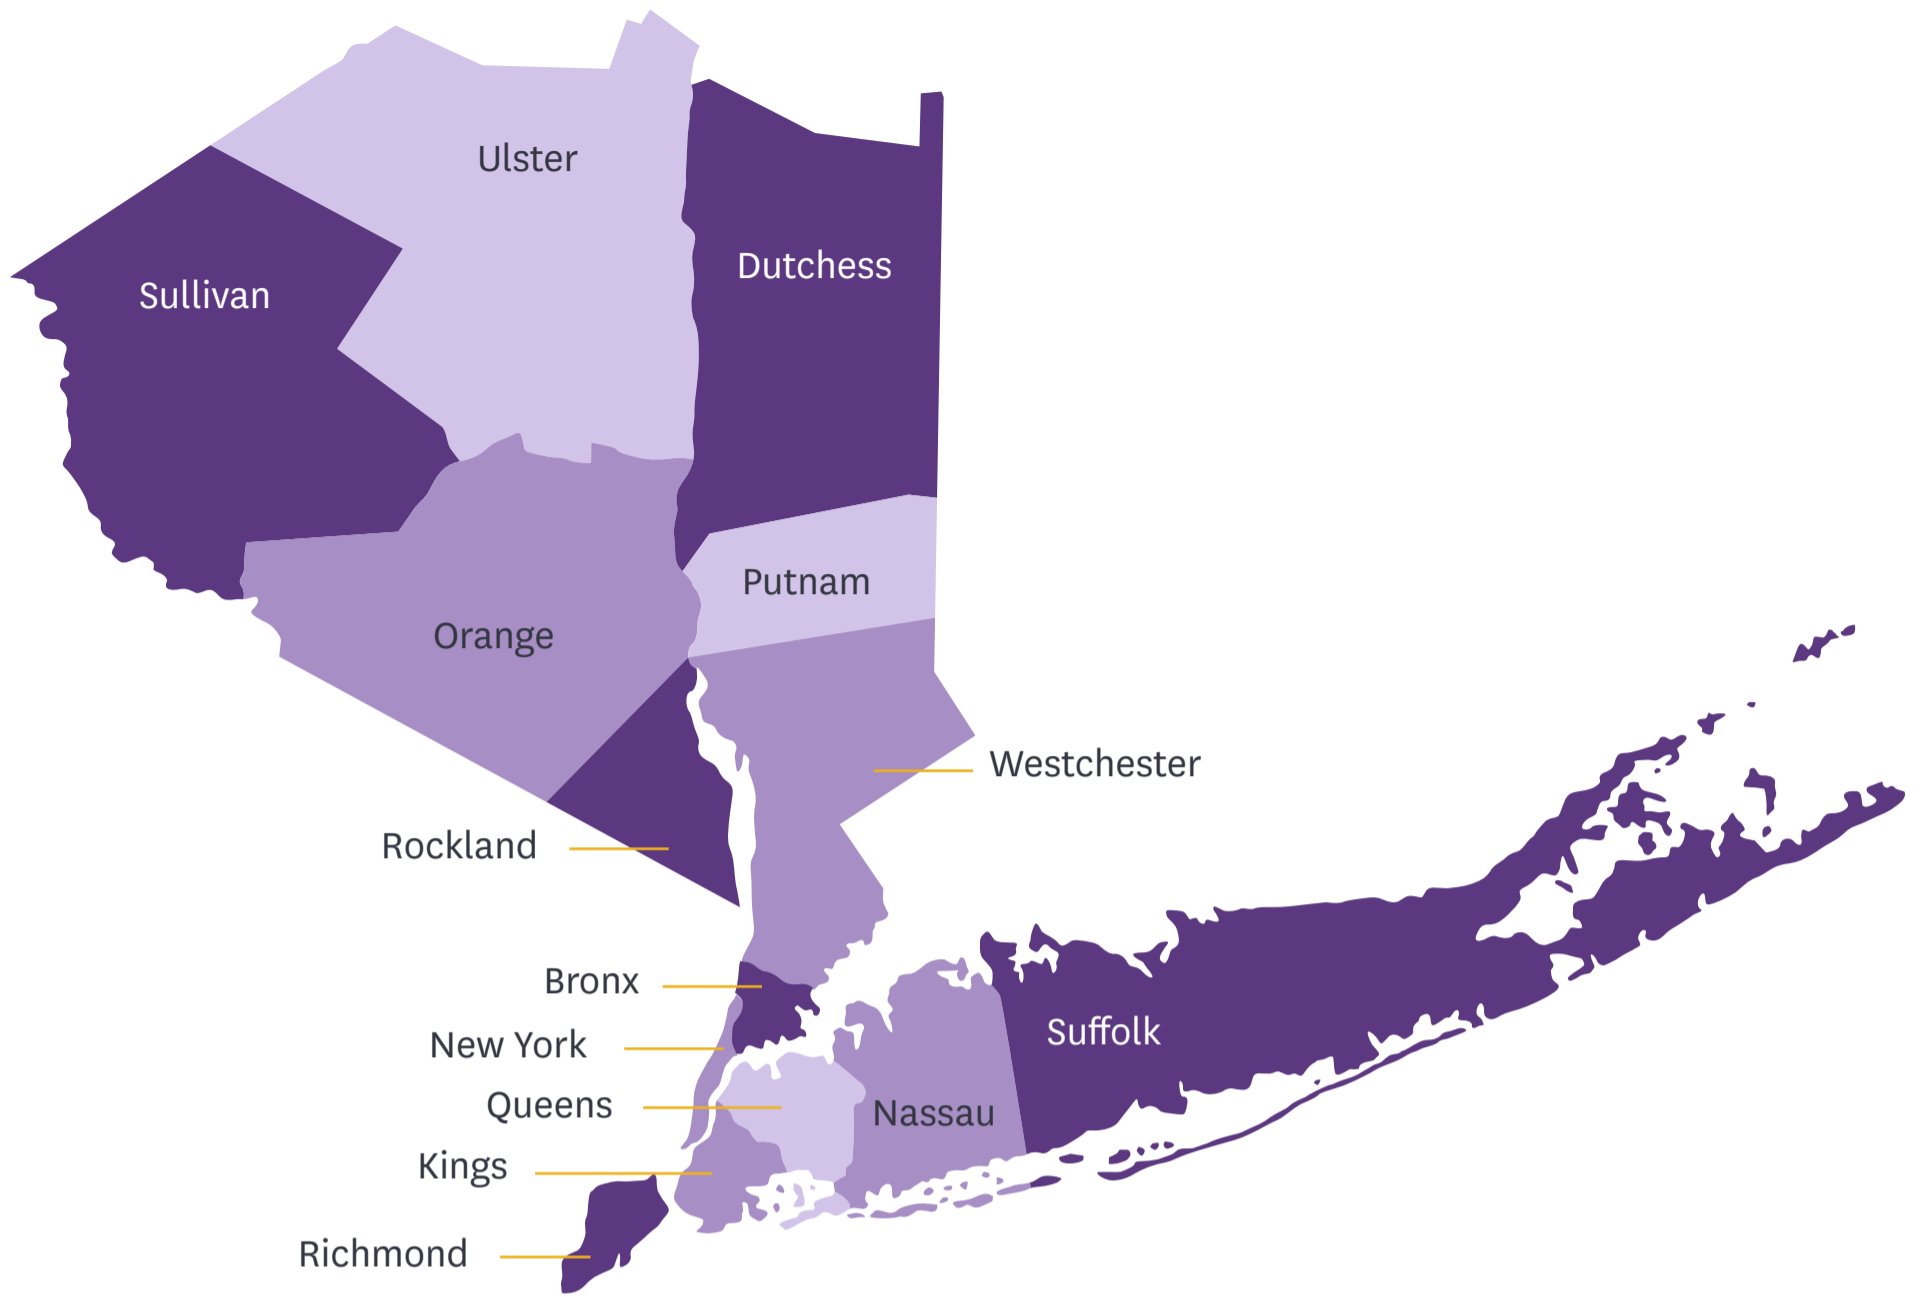 Ulster
Dutchess
Sullivan
Putnam
Orange
Westchester
Rockland
Bronx
Suffolk
New York
Queens
Nassau
Kings
Richmond